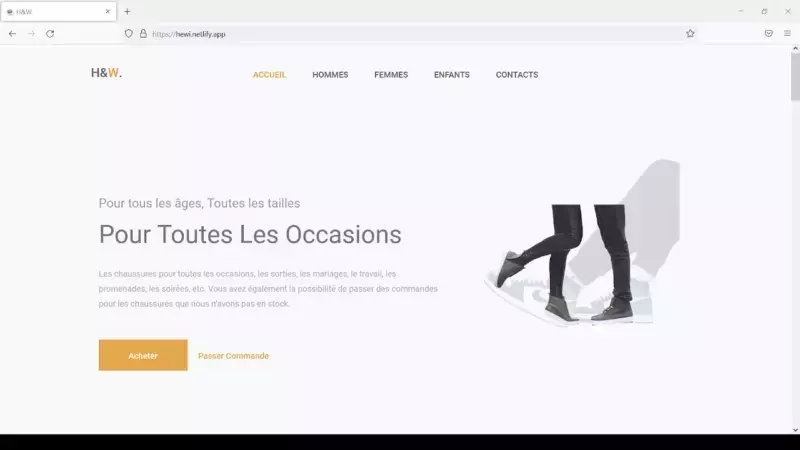 H&W
https://hewi.netlify.app
H&W.
ACCUEIL HOMMES FEMMES ENFANTS CONTACTS
Pour tous les âges, Toutes les tailles
Pour Toutes Les Occasions
Les chaussures pour toutes les occasions, les sorties, les mariages, le travail, les
promenades, les soirées, etc. Vous avez également la possibilité de passer des commandes
pour les chaussures que nous n'avons pas en stock.
Acheter Passer Commande